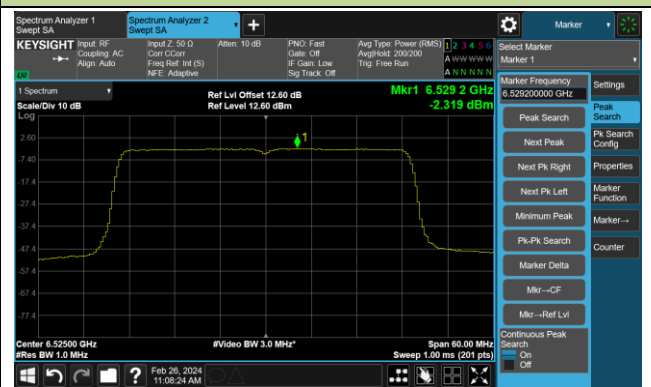 Spectrum Analyzer 1
Swept SA
Spectrum Analyzer 2
Swept SA
Marker
KEYSIGHT
Input: RF
Coupling: AC
Align: Auto
Input Z: 50 Ω
Corr CCorr
Freq Ref: Int (S)
NFE: Adaptive
Atten: 10 dB
PNO: Fast
Gate: Off
IF Gain: Low
Sig Track: Off
Avg Type: Power (RMS)
Avg|Hold: 200/200
Trig: Free Run
1 2 3 4 5 6
A W W W W W
A N N N N N
LXI
1 Spectrum
Scale/Div 10 dB
Log
Ref Lvl Offset 12.60 dB
Ref Level 12.60 dBm
Mkr1 6.529 2 GHz
-2.319 dBm
1
2.60
-7.40
-17.4
-27.4
-37.4
-47.4
-57.4
-67.4
-77.4
Center 6.52500 GHz
#Res BW 1.0 MHz
#Video BW 3.0 MHz*
Span 60.00 MHz
Sweep 1.00 ms (201 pts)
Select Marker
Marker 1
Marker Frequency
6.529200000 GHz
Peak Search
Next Peak
Next Pk Right
Next Pk Left
Minimum Peak
Pk-Pk Search
Marker Delta
Mkr→CF
Mkr→Ref Lvl
Continuous Peak
Search
On
Off
Settings
Peak
Search
Pk Search
Config
Properties
Marker
Function
Marker→
Counter
?
Feb 26, 2024
11:08:24 AM